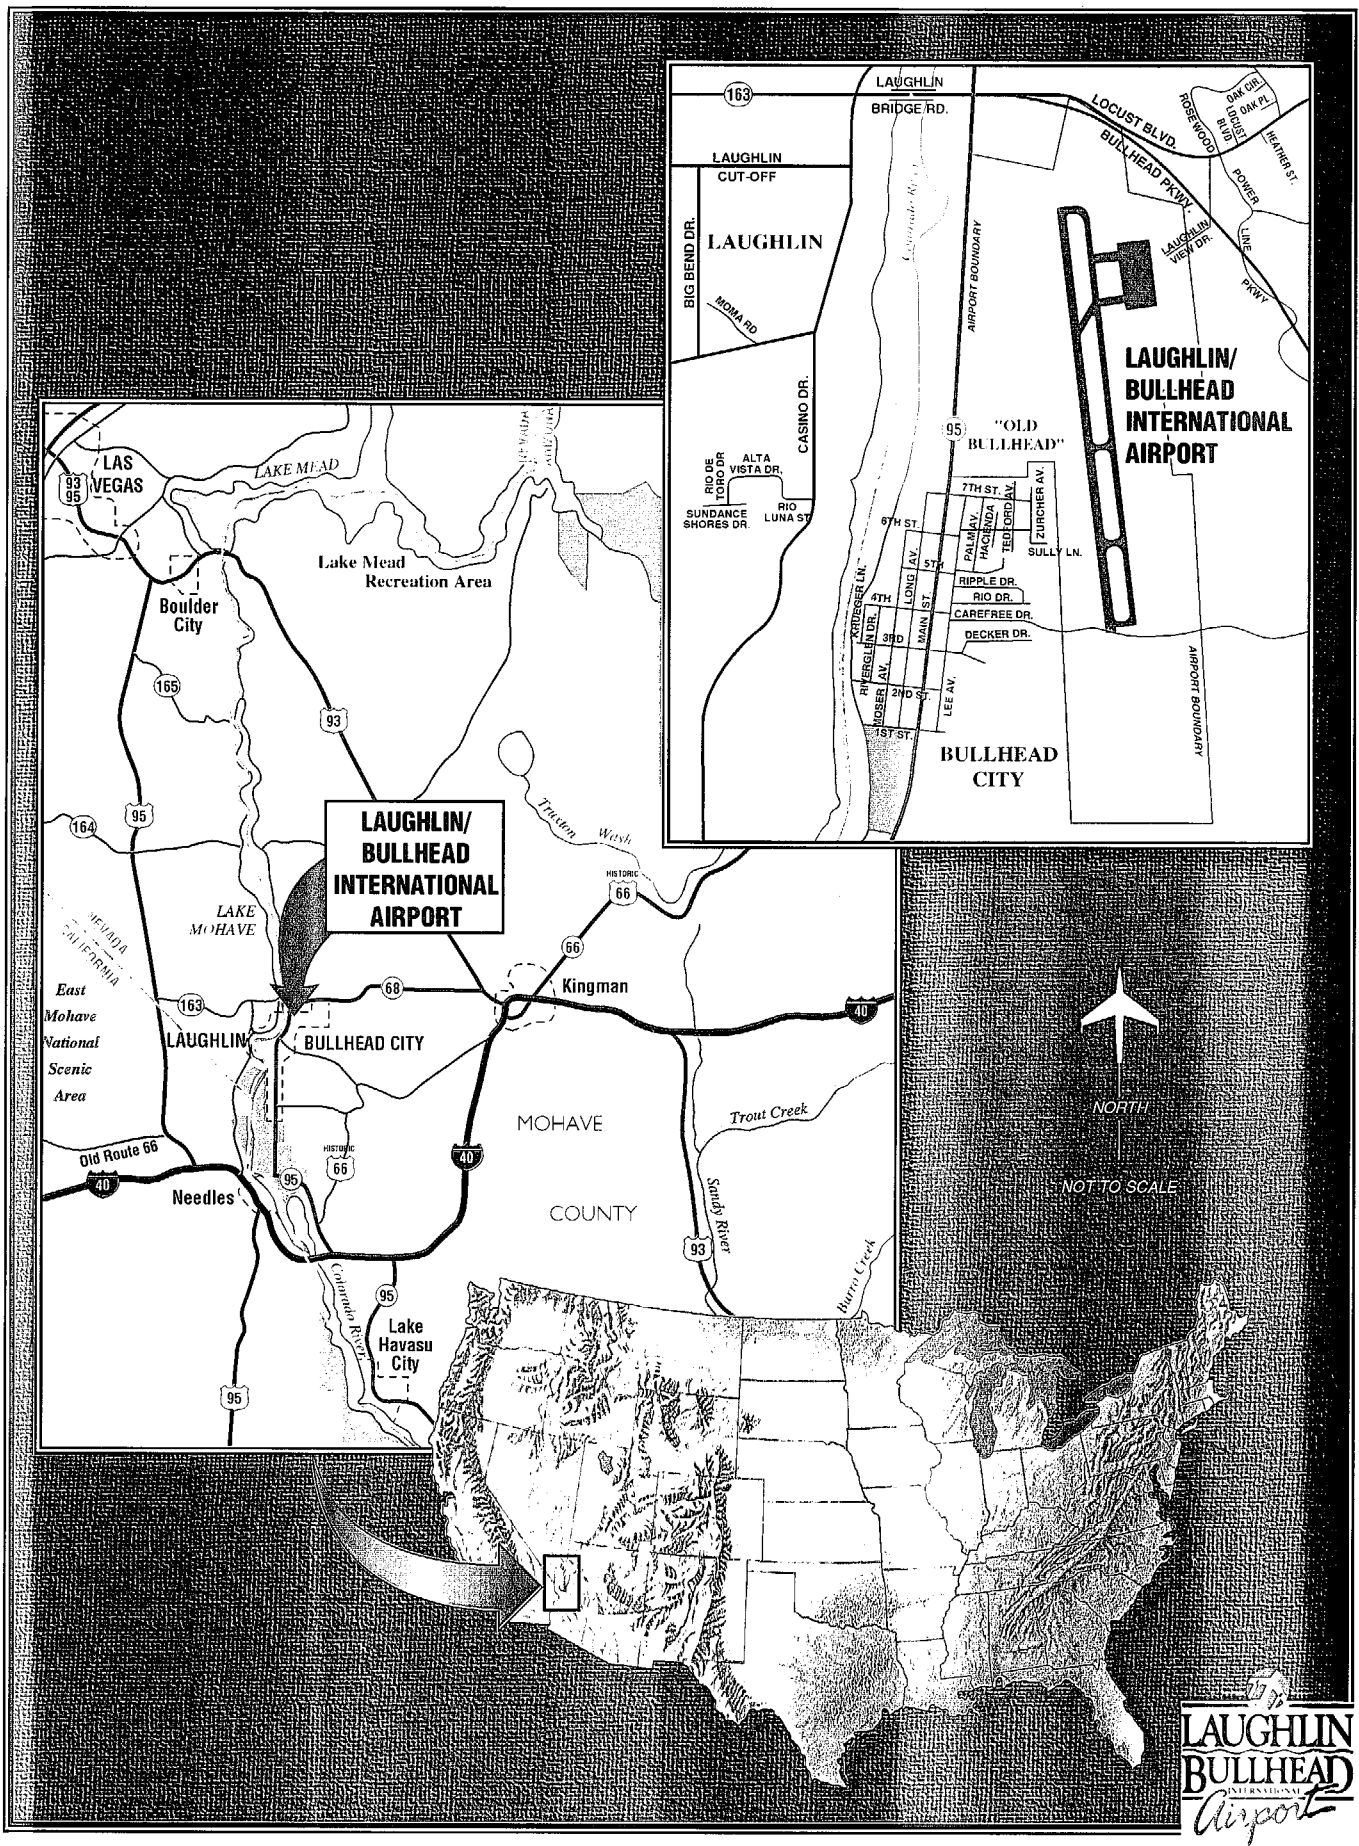 LAUGHLIN
BRIDGE RD.
163
LOCUST BLVD.
BULLHEAD PKWY.
ROSEWOOD
OAK CIR.
OAK PL.
LOCUST
BLVD.
HEATHER ST.
POWER
LINE
PKWY
LAUGHLIN
VIEW DR.
LAUGHLIN
CUT-OFF
BIG BEND DR.
LAUGHLIN
MOMA RD
Colorado River
AIRPORT BOUNDARY
LAUGHLIN/
BULLHEAD
INTERNATIONAL
AIRPORT
CASINO DR.
95
"OLD
BULLHEAD"
RIO DE
TORO DR
ALTA
VISTA DR.
SUNDANCE
SHORES DR.
RIO
LUNA ST.
7TH ST.
6TH ST.
PALM AV.
HACIENDA
TEDFORD AV.
ZURCHER AV.
SULLY LN.
5TH
RIPPLE DR.
RIO DR.
CAREFREE DR.
DECKER DR.
KRUEGER LN.
4TH
LONG AV.
MAIN ST
3RD
RIVERGLEN DR.
MOSER AV.
2ND ST.
LEE AV.
1ST ST.
AIRPORT BOUNDARY
BULLHEAD
CITY
LAS
VEGAS
93
95
LAKE MEAD
NEVADA
ARIZONA
Lake Mead
Recreation Area
Boulder
City
165
93
95
164
Truxton Wash
LAUGHLIN/
BULLHEAD
INTERNATIONAL
AIRPORT
HISTORIC
66
LAKE
MOHAVE
NEVADA
CALIFORNIA
66
Kingman
East
Mohave
National
Scenic
Area
163
68
40
LAUGHLIN
BULLHEAD CITY
MOHAVE
COUNTY
Trout Creek
Old Route 66
40
HISTORIC
66
40
Needles
95
Sandy River
93
Burro Creek
Colorado River
95
Lake
Havasu
City
95
NORTH
NOT TO SCALE
LAUGHLIN
BULLHEAD
INTERNATIONAL
Airport